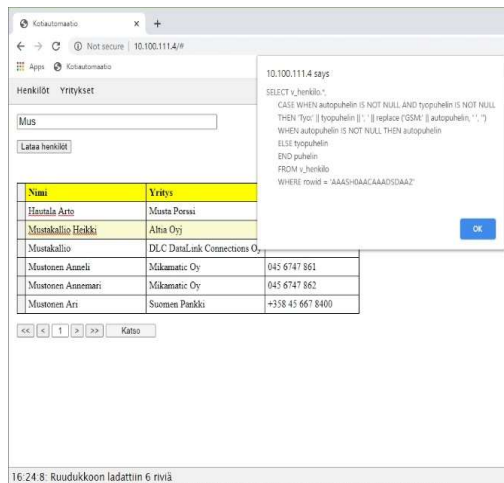 Kotiautomaatio
Not secure | 10.100.111.4/#
Apps Kotiautomaatio
Henkilöt Yritykset
Mus
Lataa henkilöt
10.100.111.4 says
SELECT v_henkilo.*,
CASE WHEN autopuhelin IS NOT NULL AND tyopuhelin IS NOT NULL
THEN 'Tyo:' || tyopuhelin || ', ' || replace ('GSM:' || autopuhelin, ' ', '')
WHEN autopuhelin IS NOT NULL THEN autopuhelin
ELSE tyopuhelin
END puhelin
FROM v_henkilo
WHERE rowid = 'AAASH0AACAAADSDAAZ'
OK
Nimi Yritys
Hautala Arto Musta Porssi
Mustakallio Heikki Altia Oyj
Mustakallio DLC DataLink Connections Oy
Mustonen Anneli Mikamatic Oy 045 6747 861
Mustonen Annemari Mikamatic Oy 045 6747 862
Mustonen Ari Suomen Pankki +358 45 667 8400
<< < 1 > >> Katso
16:24:8: Ruudukkoon ladattiin 6 riviä